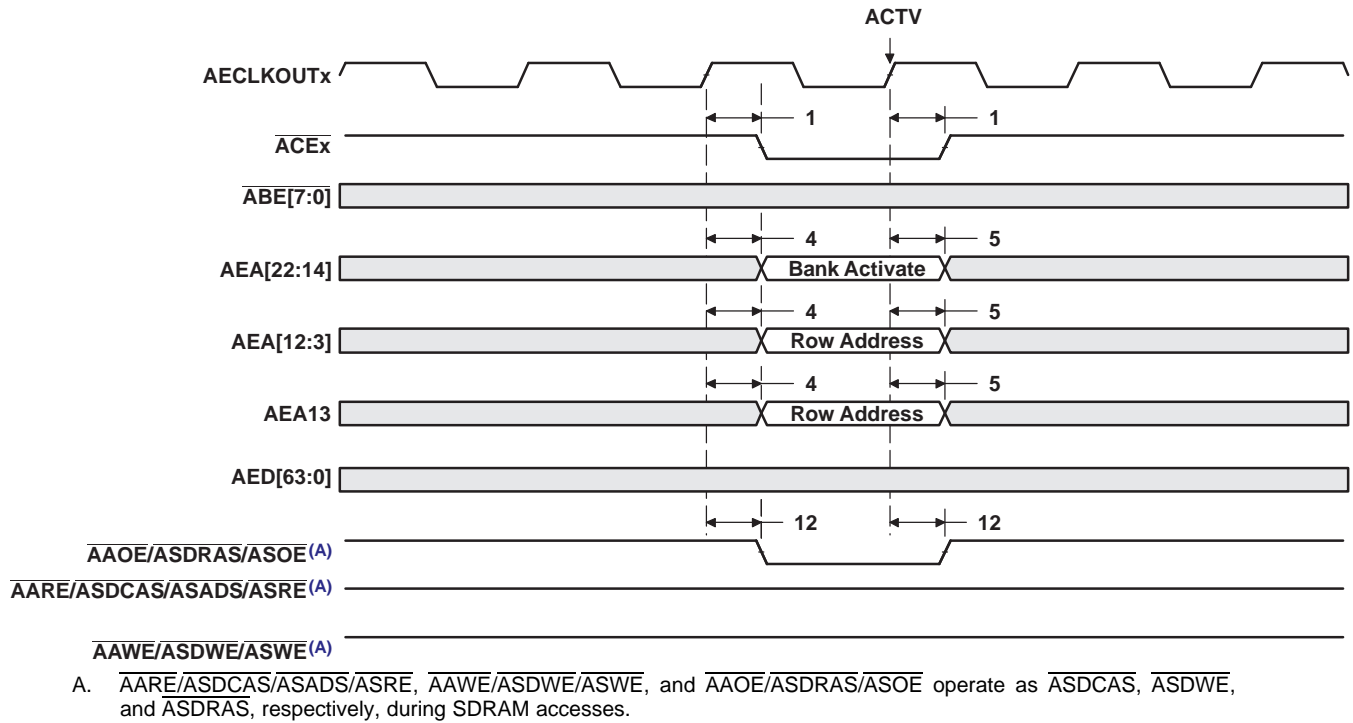 ACTV
AECLKOUTx
1 1
ACEx
ABE[7:0]
4 5
AEA[22:14] Bank Activate
4 5
AEA[12:3] Row Address
4 5
AEA13 Row Address
AED[63:0]
12 12
AAOE/ASDRAS/ASOE(A)
AARE/ASDCAS/ASADS/ASRE(A)
AAWE/ASDWE/ASWE(A)
A. AARE/ASDCAS/ASADS/ASRE, AAWE/ASDWE/ASWE, and AAOE/ASDRAS/ASOE operate as ASDCAS, ASDWE,
and ASDRAS, respectively, during SDRAM accesses.